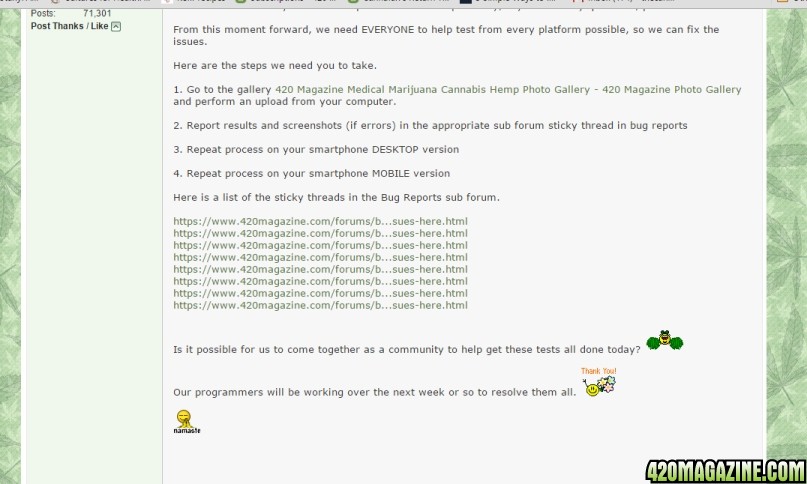 Posts: 71,301
Post Thanks / Like
From this moment forward, we need EVERYONE to help test from every platform possible, so we can fix the
issues.
Here are the steps we need you to take.
1. Go to the gallery 420 Magazine Medical Marijuana Cannabis Hemp Photo Gallery - 420 Magazine Photo Gallery
and perform an upload from your computer.
2. Report results and screenshots (if errors) in the appropriate sub forum sticky thread in bug reports
3. Repeat process on your smartphone DESKTOP version
4. Repeat process on your smartphone MOBILE version
Here is a list of the sticky threads in the Bug Reports sub forum.
https://www.420magazine.com/forums/b...sues-here.html
https://www.420magazine.com/forums/b...sues-here.html
https://www.420magazine.com/forums/b...sues-here.html
https://www.420magazine.com/forums/b...sues-here.html
https://www.420magazine.com/forums/b...sues-here.html
https://www.420magazine.com/forums/b...sues-here.html
https://www.420magazine.com/forums/b...sues-here.html
https://www.420magazine.com/forums/b...sues-here.html
Is it possible for us to come together as a community to help get these tests all done today?
Thank You!
Our programmers will be working over the next week or so to resolve them all.
namaste
420MAGAZINE.COM